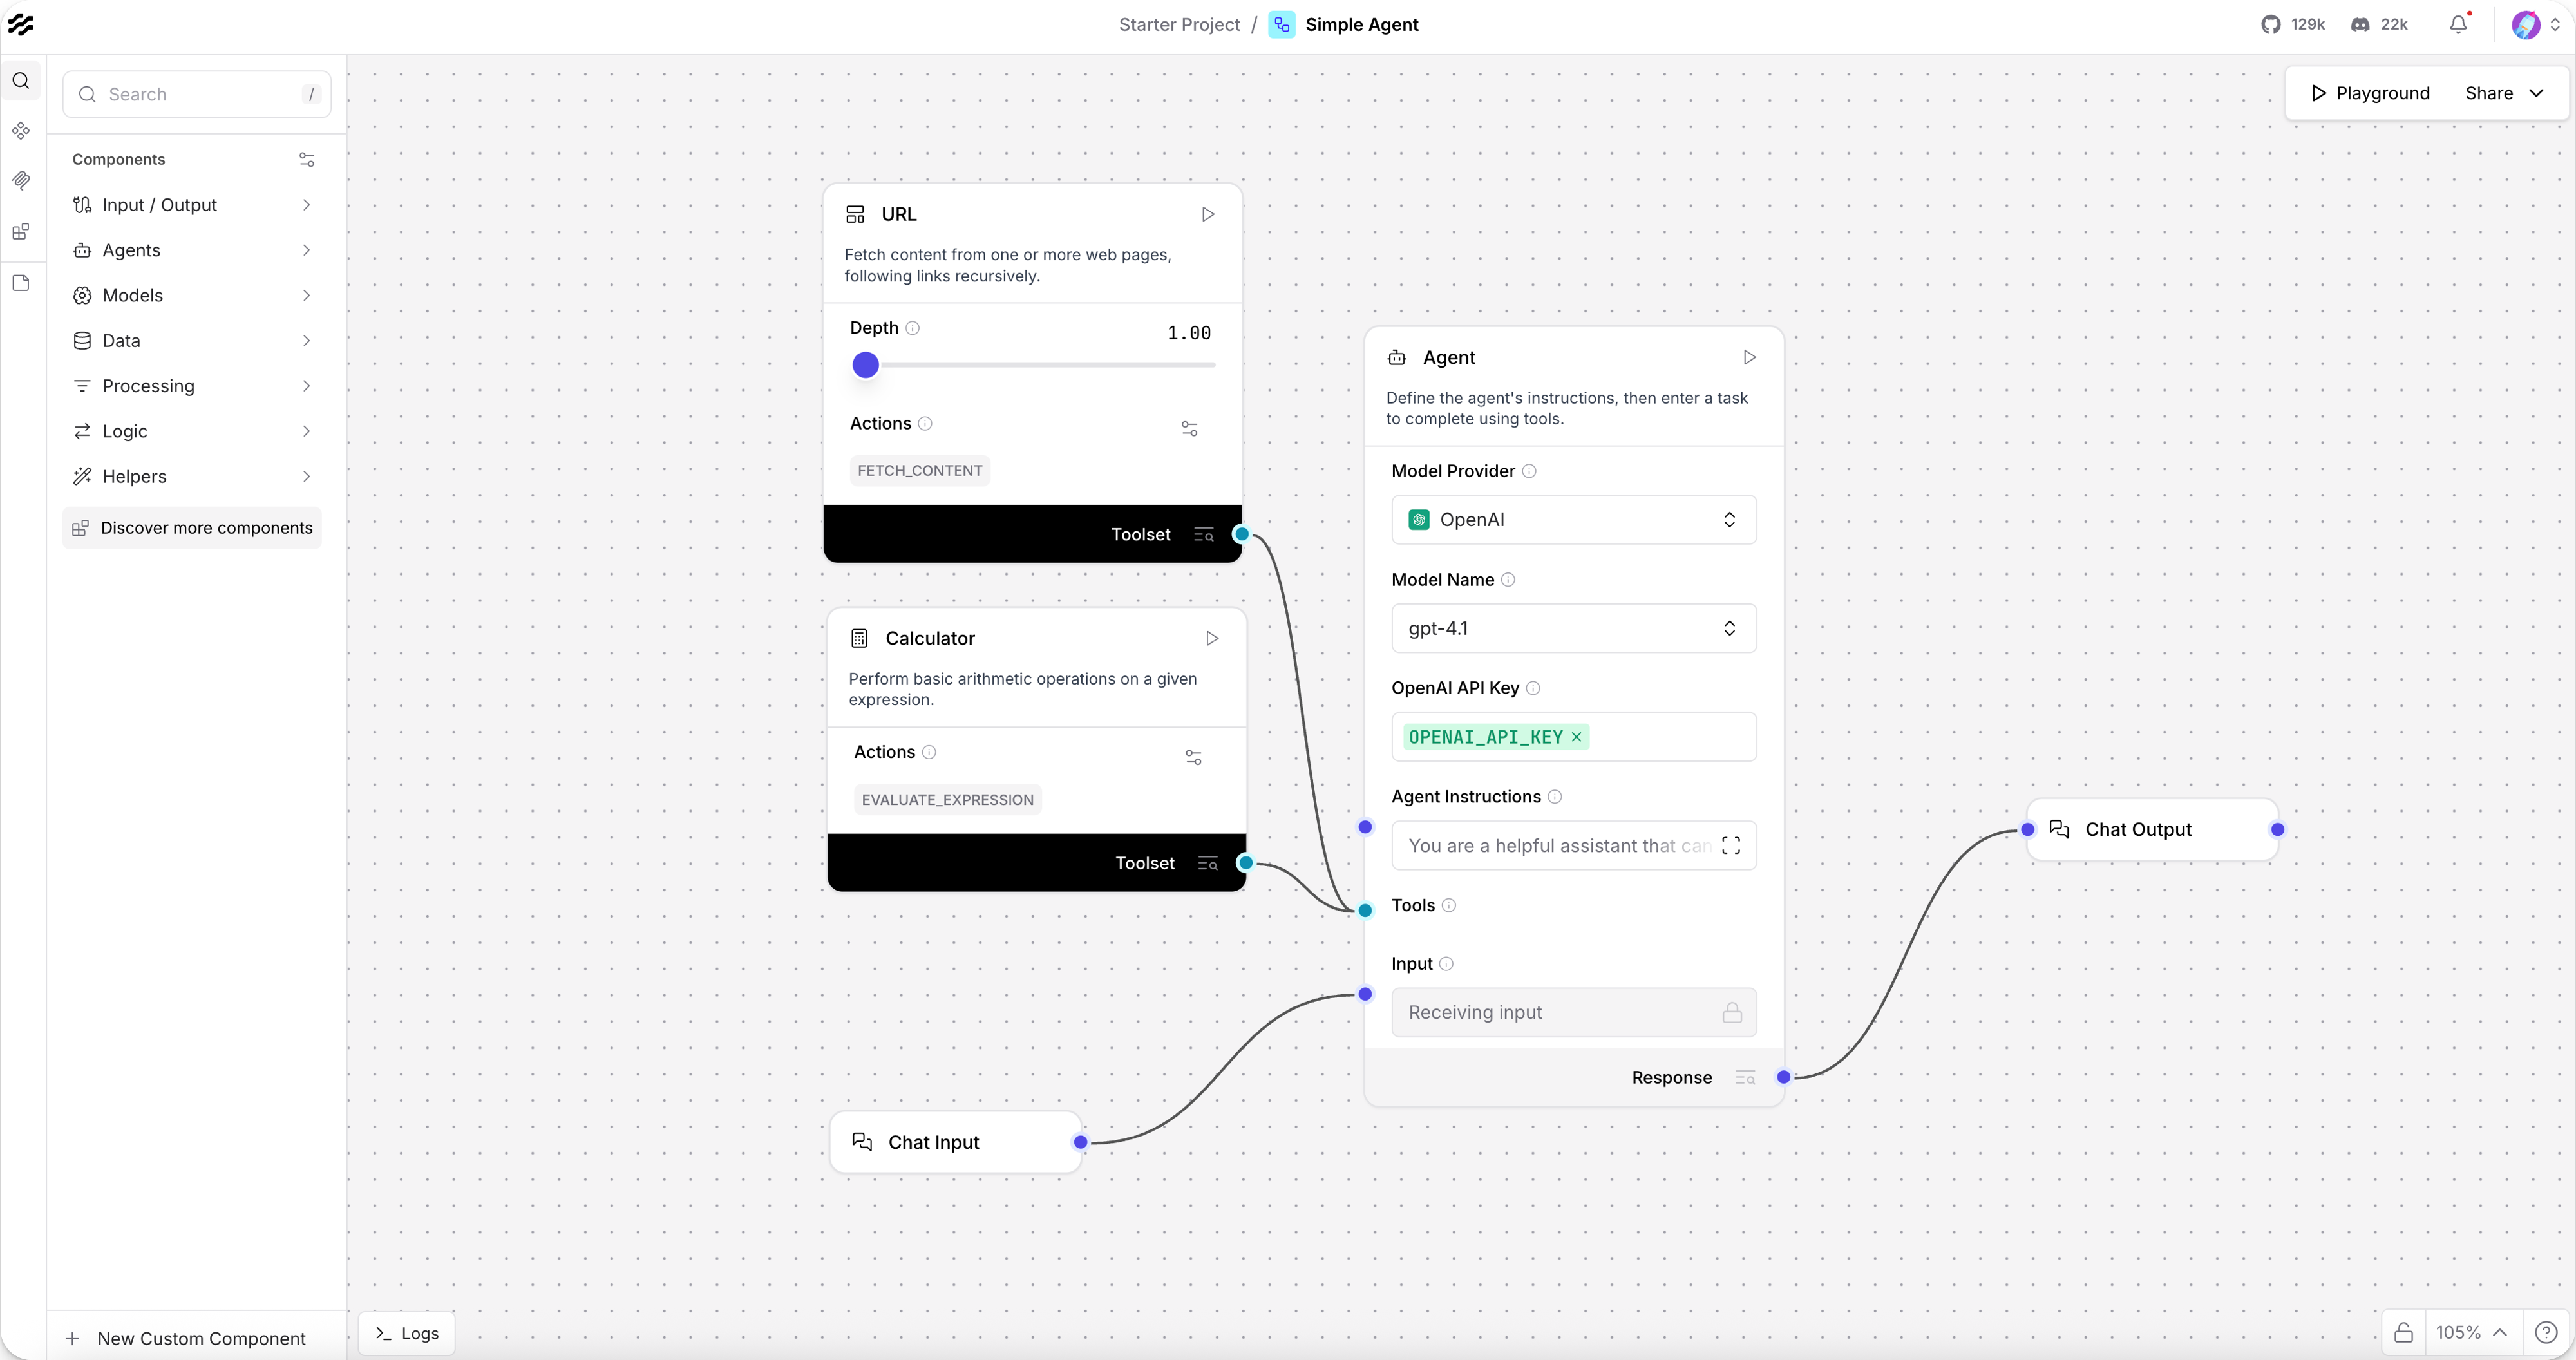 Starter Project / Simple Agent
129k
22k
Search /
Playground
Share
Components
Input / Output
Agents
Models
Data
Processing
Logic
Helpers
Discover more components
New Custom Component
URL
Fetch content from one or more web pages,
following links recursively.
Depth
1.00
Actions
FETCH_CONTENT
Toolset
Calculator
Perform basic arithmetic operations on a given
expression.
Actions
EVALUATE_EXPRESSION
Toolset
Chat Input
Agent
Define the agent's instructions, then enter a task
to complete using tools.
Model Provider
OpenAI
Model Name
gpt-4.1
OpenAI API Key
OPENAI_API_KEY ×
Agent Instructions
You are a helpful assistant that can
Tools
Input
Receiving input
Response
Chat Output
>_ Logs
105%